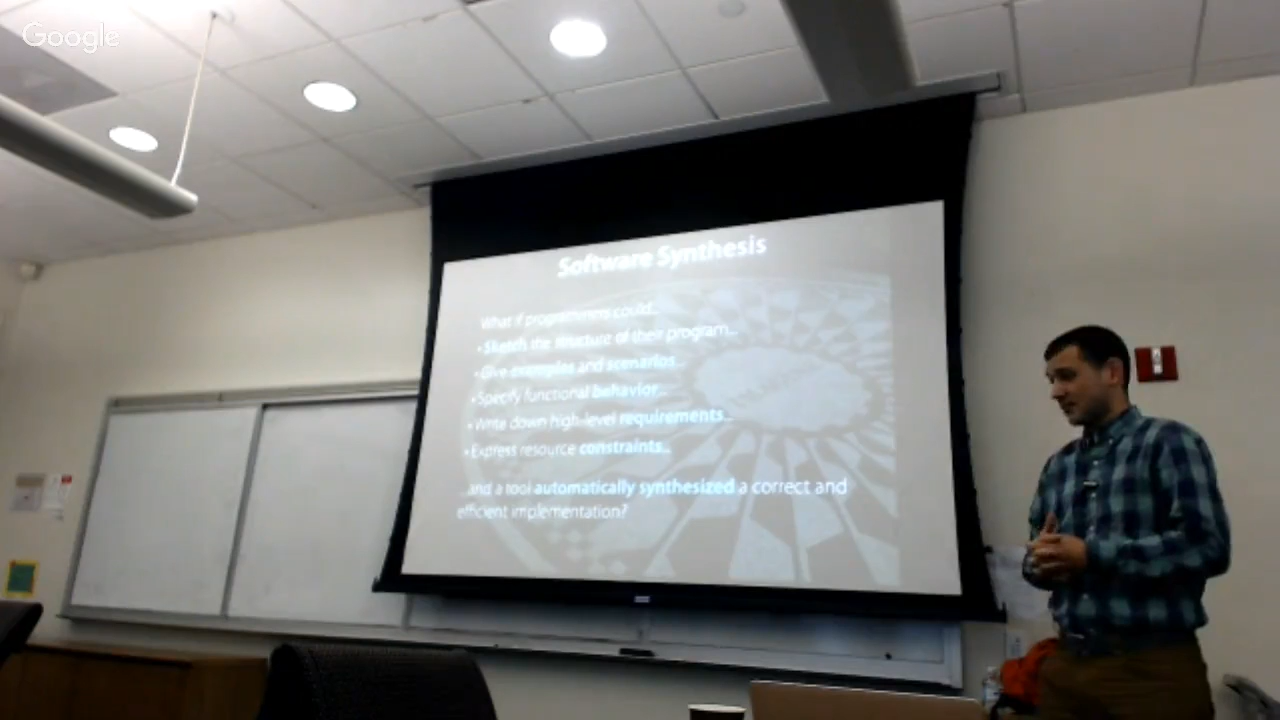 Google
Software Synthesis
What if programmers could...
• Sketch the structure of their program...
• Give examples and scenarios...
• Specify functional behavior...
• Write down high-level requirements...
• Express resource constraints...
...and a tool automatically synthesized a correct and
efficient implementation?